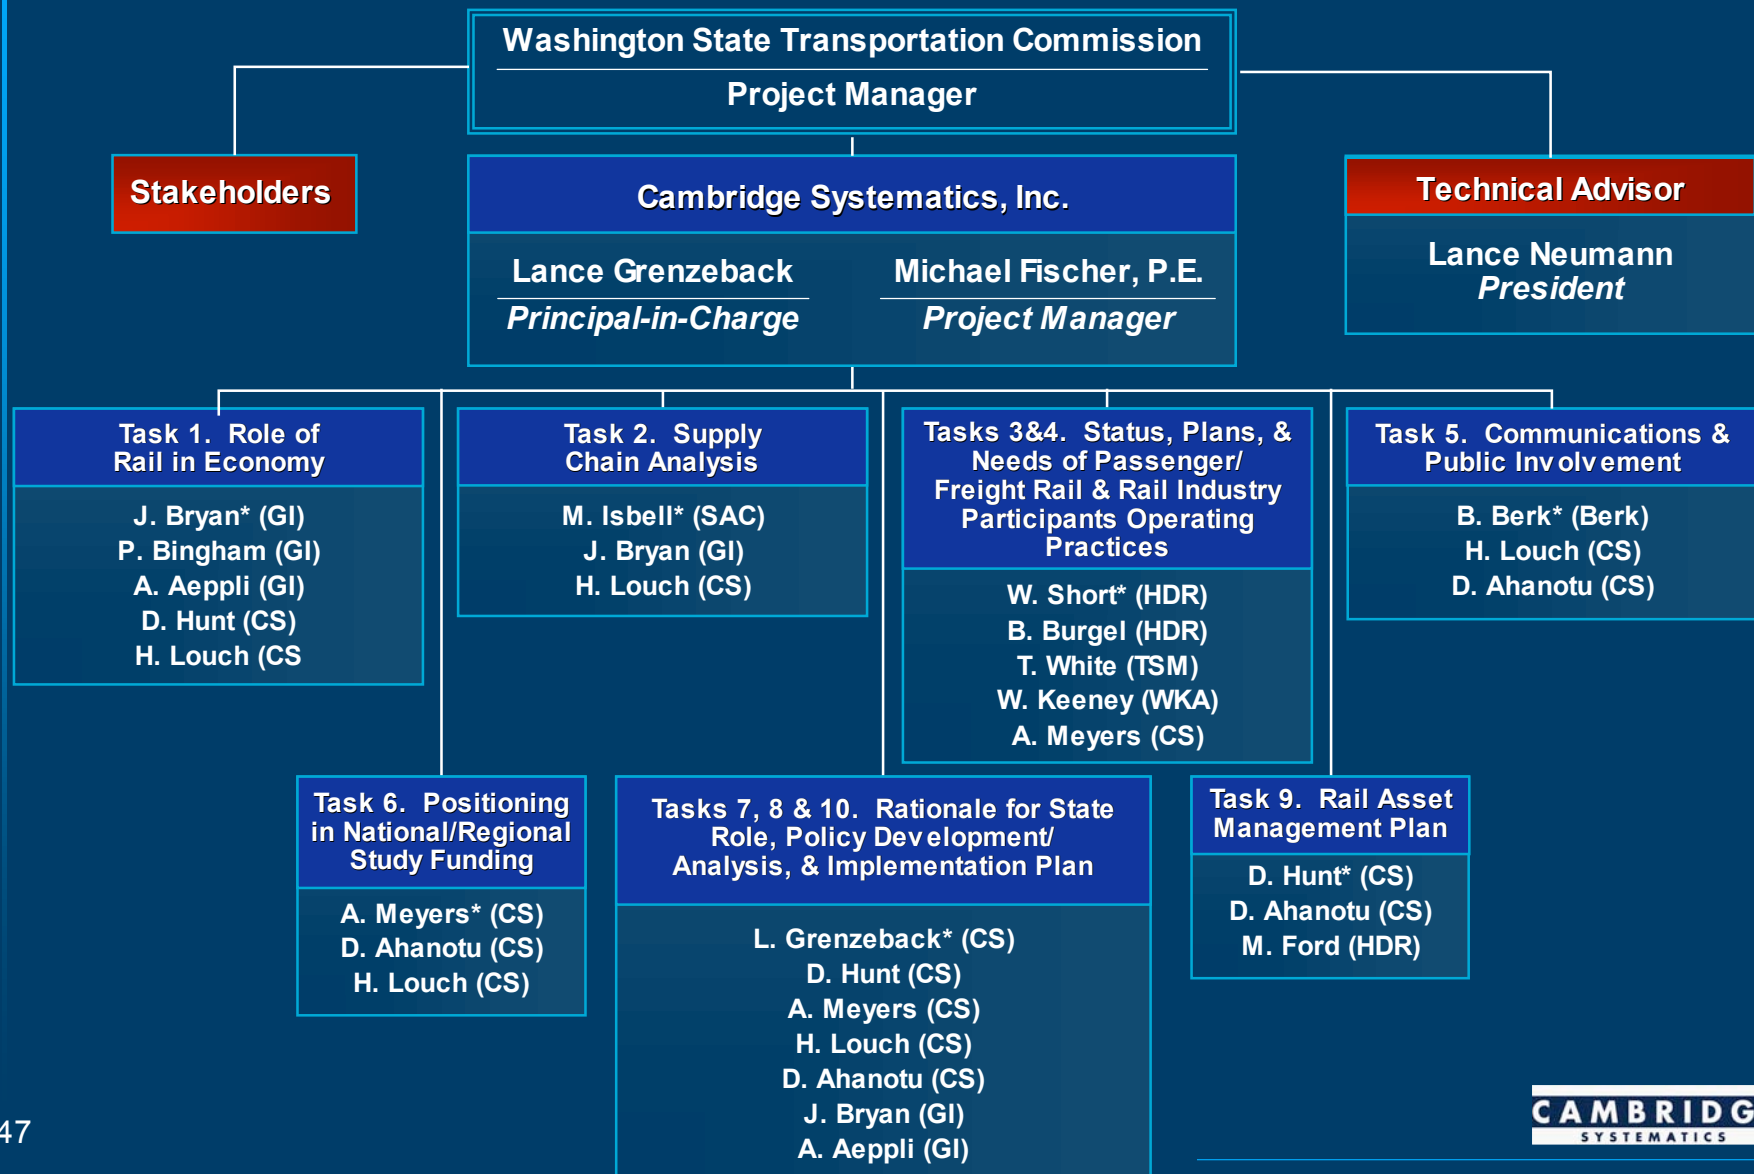 Washington State Transportation Commission
Project Manager
Stakeholders
Cambridge Systematics, Inc.
Lance Grenzeback
Principal-in-Charge
Michael Fischer, P.E.
Project Manager
Technical Advisor
Lance Neumann
President
Task 1. Role of
Rail in Economy
J. Bryan* (GI)
P. Bingham (GI)
A. Aeppli (GI)
D. Hunt (CS)
H. Louch (CS
Task 2. Supply
Chain Analysis
M. Isbell* (SAC)
J. Bryan (GI)
H. Louch (CS)
Tasks 3&4. Status, Plans, &
Needs of Passenger/
Freight Rail & Rail Industry
Participants Operating
Practices
W. Short* (HDR)
B. Burgel (HDR)
T. White (TSM)
W. Keeney (WKA)
A. Meyers (CS)
Task 5. Communications &
Public Involvement
B. Berk* (Berk)
H. Louch (CS)
D. Ahanotu (CS)
Task 6. Positioning
in National/Regional
Study Funding
A. Meyers* (CS)
D. Ahanotu (CS)
H. Louch (CS)
Tasks 7, 8 & 10. Rationale for State
Role, Policy Development/
Analysis, & Implementation Plan
L. Grenzeback* (CS)
D. Hunt (CS)
A. Meyers (CS)
H. Louch (CS)
D. Ahanotu (CS)
J. Bryan (GI)
A. Aeppli (GI)
Task 9. Rail Asset
Management Plan
D. Hunt* (CS)
D. Ahanotu (CS)
M. Ford (HDR)
47
CAMBRIDG
SYSTEMATICS